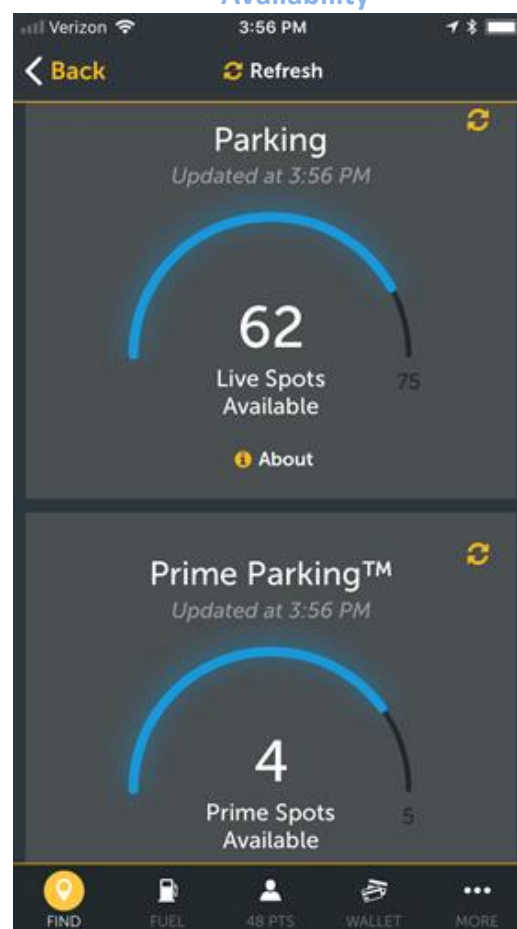 Availability
Verizon 3:56 PM
Back Refresh
Parking
Updated at 3:56 PM
62
Live Spots
Available
75
About
Prime Parking™
Updated at 3:56 PM
4
Prime Spots
Available
5
FIND FUEL 48 PTS WALLET MORE